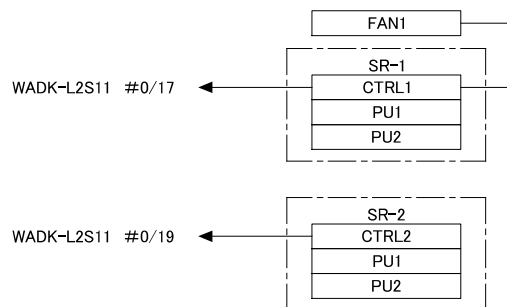 FAN1
SR-1
WADK-L2S11 #0/17
CTRL1
PU1
PU2
SR-2
WADK-L2S11 #0/19
CTRL2
PU1
PU2